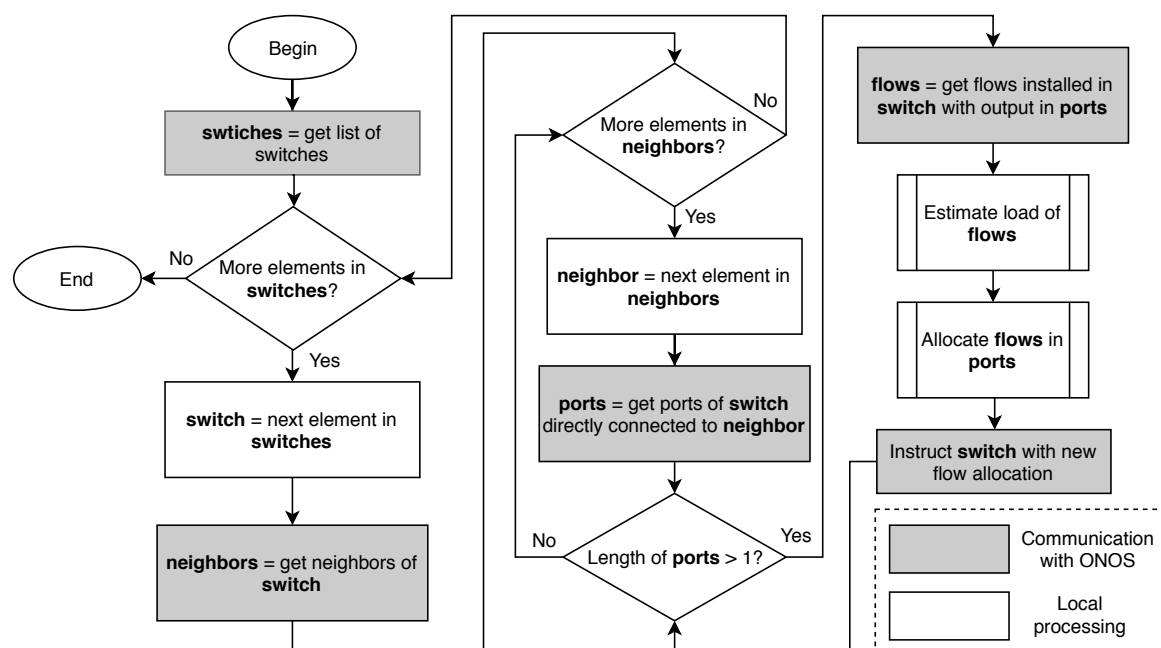 Begin
swtiches = get list of
switches
More elements in
switches?
No
End
Yes
switch = next element in
switches
neighbors = get neighbors of
switch
More elements in
neighbors?
No
Yes
neighbor = next element in
neighbors
ports = get ports of switch
directly connected to neighbor
Length of ports > 1?
No
Yes
flows = get flows installed in
switch with output in ports
Estimate load of
flows
Allocate flows in
ports
Instruct switch with new
flow allocation
Communication
with ONOS
Local
processing